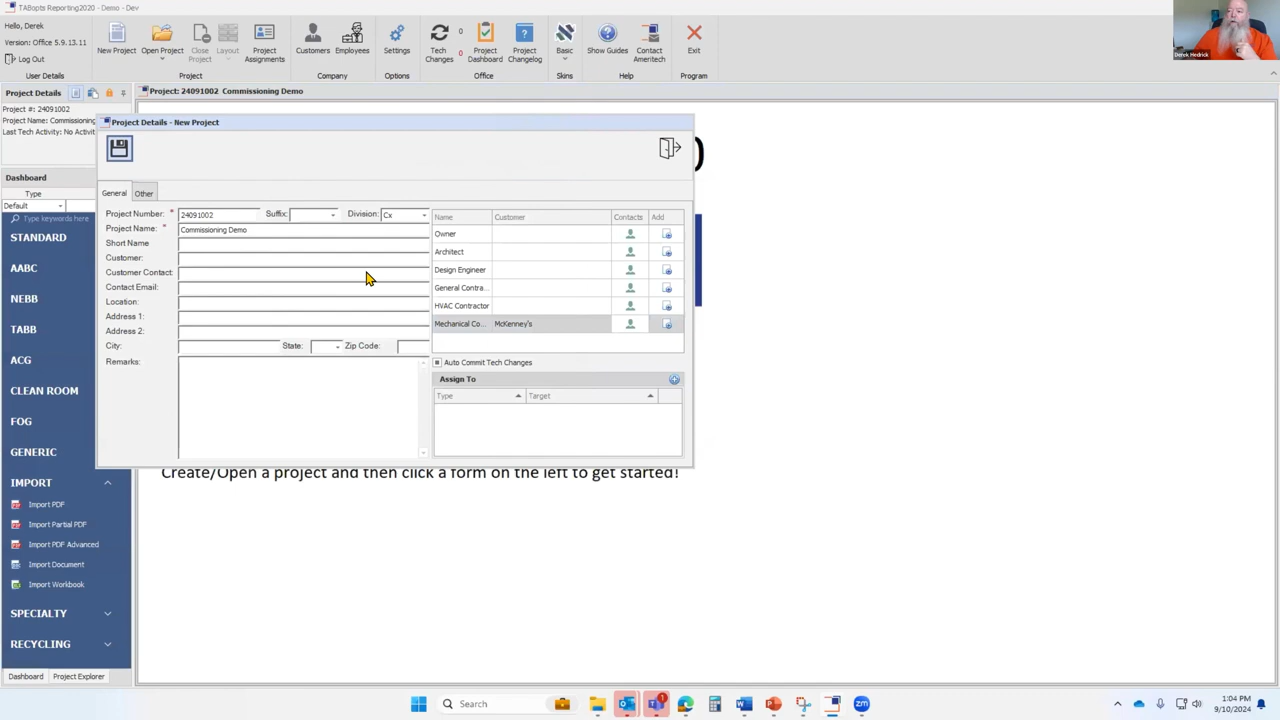 TABopts Reporting2020 - Demo - Dev
Hello, Derek
Version: Office 5.9.13.11
Log Out
User Details
New Project
Open Project
Close Project
Layout
Project Assignments
Project
Customers
Employees
Company
Settings
Options
Tech Changes
0
0
Project Dashboard
Project Changelog
Office
Basic
Skins
Show Guides
Contact Ameritech
Help
Exit
Program
Derek Hedrick
Project Details
Project #: 24091002
Project Name: Commissioning
Last Tech Activity: No Activit
Project: 24091002 Commissioning Demo
Dashboard
Type
Default
Type keywords here
STANDARD
AABC
NEBB
TABB
ACG
CLEAN ROOM
FOG
GENERIC
IMPORT
Import PDF
Import Partial PDF
Import PDF Advanced
Import Document
Import Workbook
SPECIALTY
RECYCLING
Dashboard
Project Explorer
Project Details - New Project
General
Other
Project Number: * 24091002 Suffix: Division: Cx
Project Name: * Commissioning Demo
Short Name
Customer:
Customer Contact:
Contact Email:
Location:
Address 1:
Address 2:
City: State: Zip Code:
Remarks:
Name Customer Contacts Add
Owner
Architect
Design Engineer
General Contra...
HVAC Contractor
Mechanical Co... McKenney's
Auto Commit Tech Changes
Assign To
Type Target
0
Create/Open a project and then click a form on the left to get started!
Search
1
1:04 PM
9/10/2024